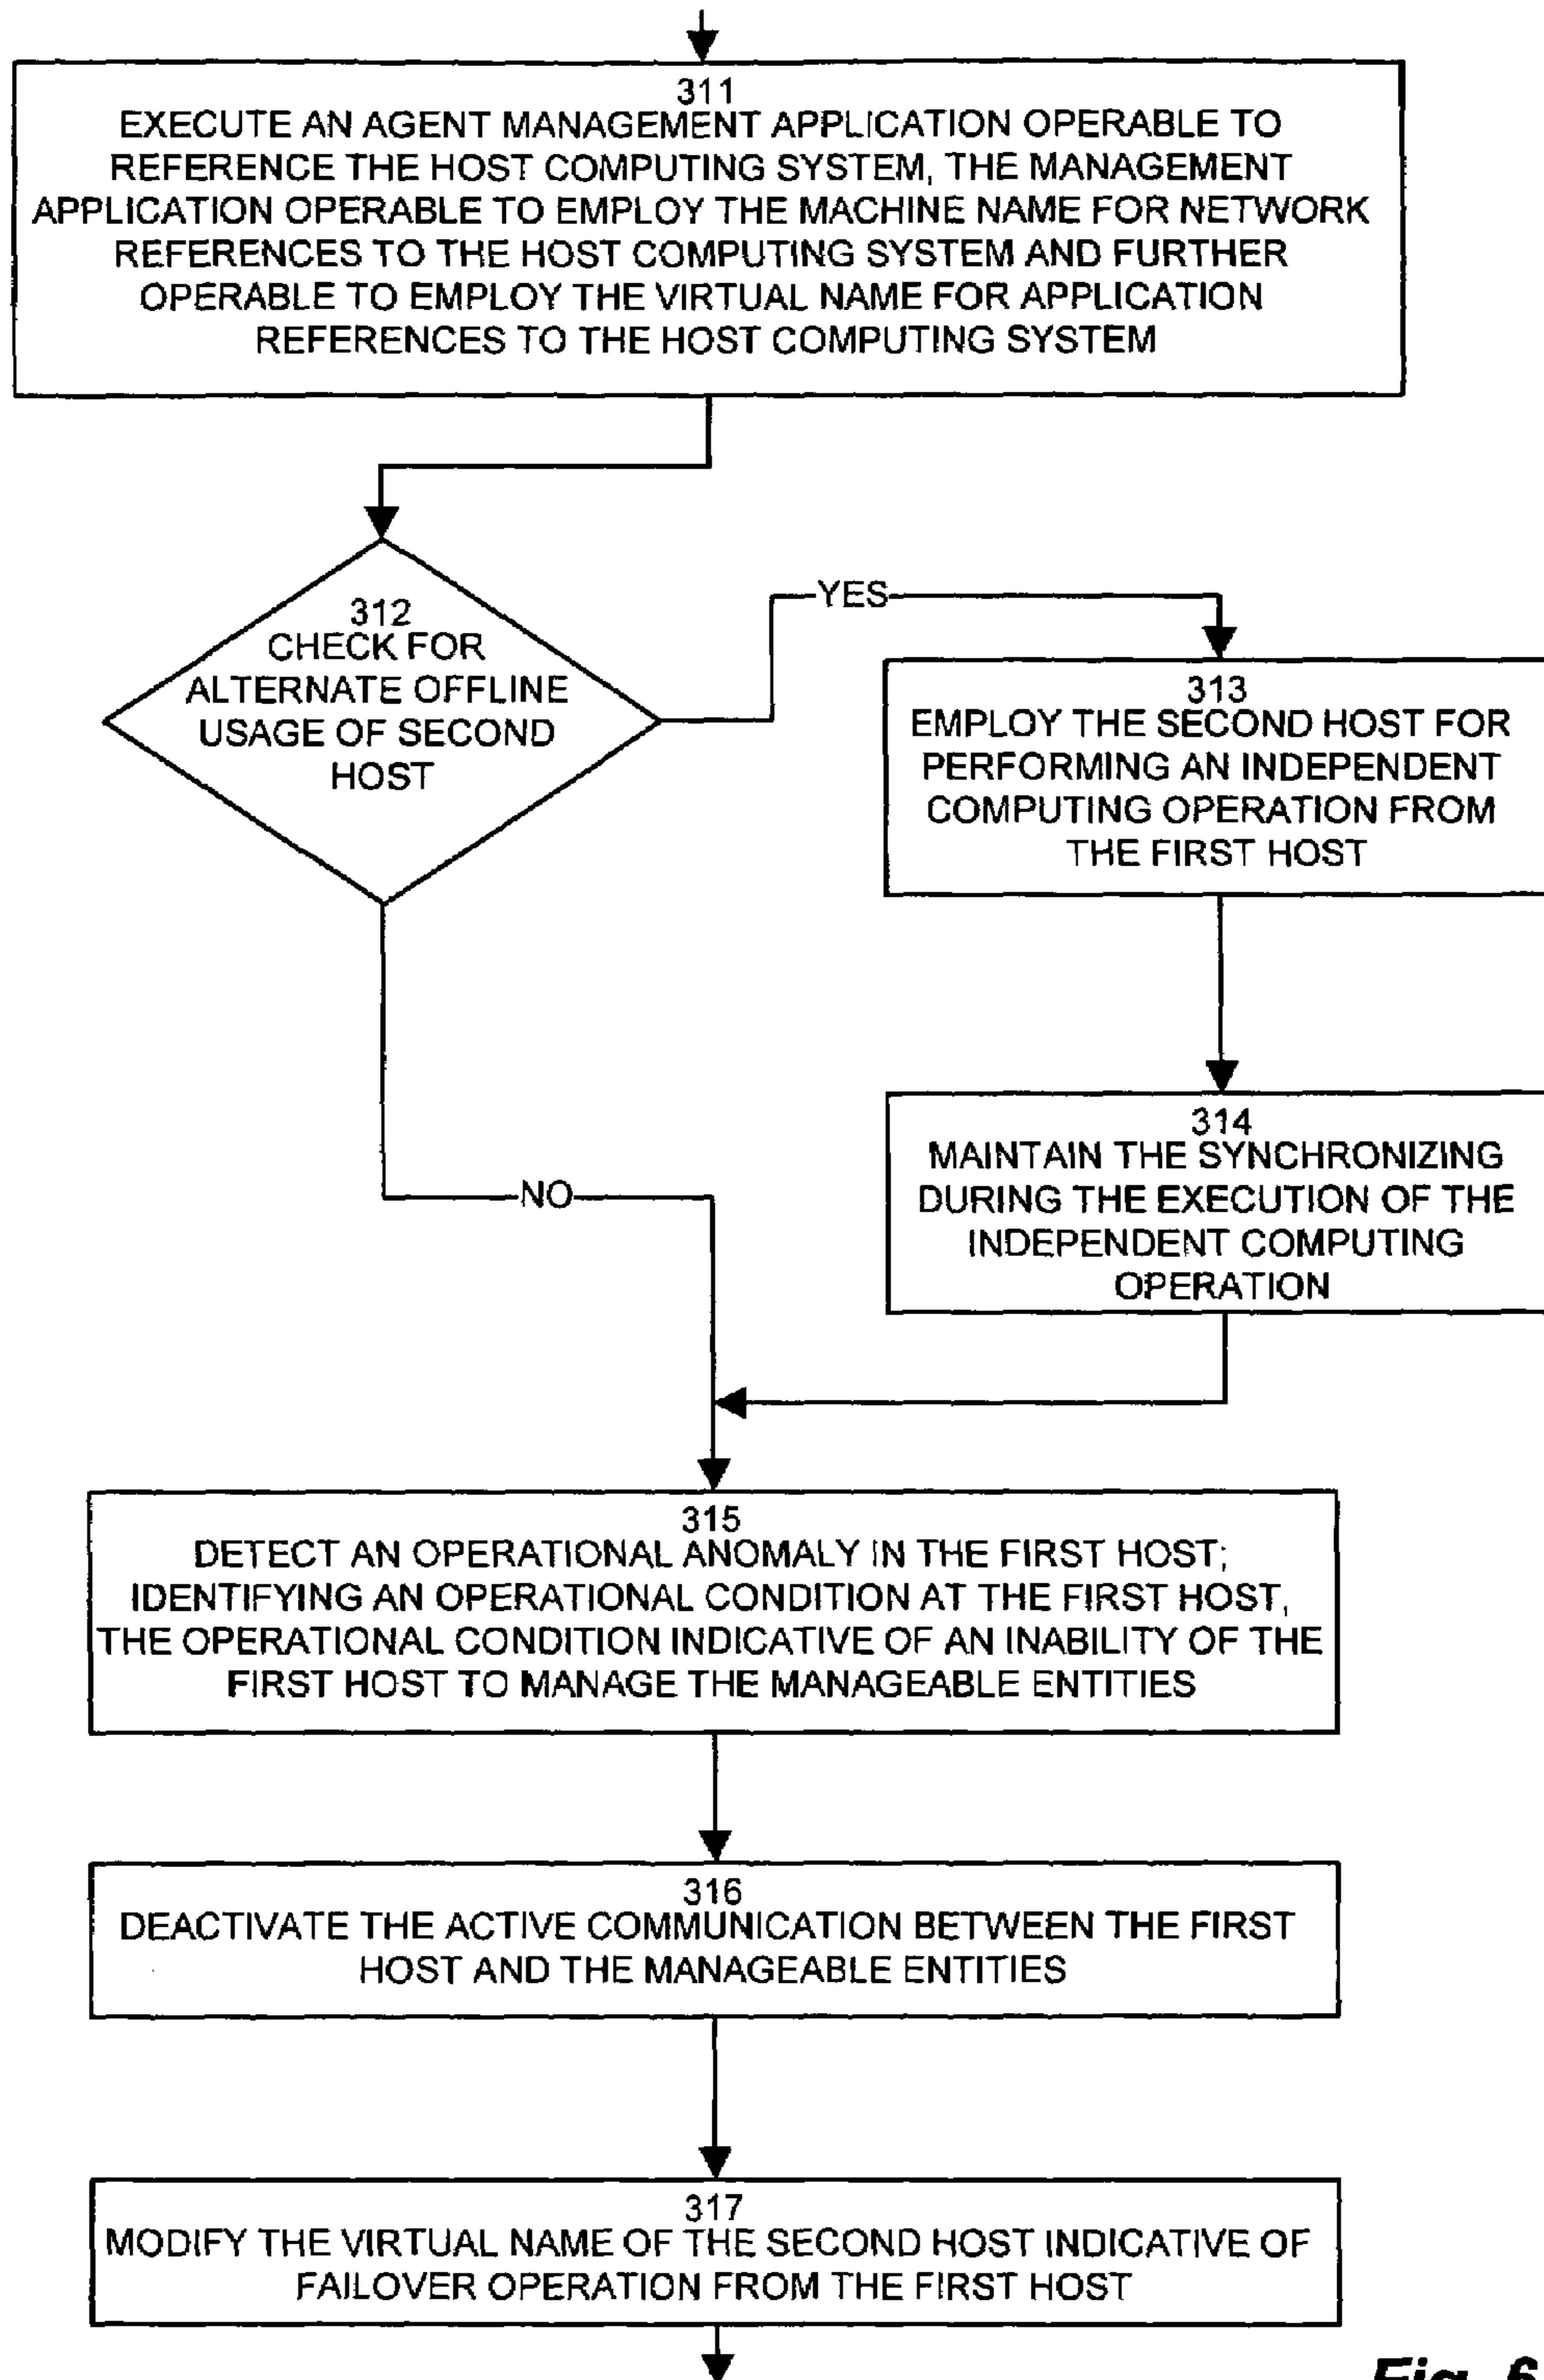 311
EXECUTE AN AGENT MANAGEMENT APPLICATION OPERABLE TO
REFERENCE THE HOST COMPUTING SYSTEM, THE MANAGEMENT
APPLICATION OPERABLE TO EMPLOY THE MACHINE NAME FOR NETWORK
REFERENCES TO THE HOST COMPUTING SYSTEM AND FURTHER
OPERABLE TO EMPLOY THE VIRTUAL NAME FOR APPLICATION
REFERENCES TO THE HOST COMPUTING SYSTEM
312
CHECK FOR
ALTERNATE OFFLINE
USAGE OF SECOND
HOST
YES
313
EMPLOY THE SECOND HOST FOR
PERFORMING AN INDEPENDENT
COMPUTING OPERATION FROM
THE FIRST HOST
314
MAINTAIN THE SYNCHRONIZING
DURING THE EXECUTION OF THE
INDEPENDENT COMPUTING
OPERATION
NO
315
DETECT AN OPERATIONAL ANOMALY IN THE FIRST HOST;
IDENTIFYING AN OPERATIONAL CONDITION AT THE FIRST HOST,
THE OPERATIONAL CONDITION INDICATIVE OF AN INABILITY OF THE
FIRST HOST TO MANAGE THE MANAGEABLE ENTITIES
316
DEACTIVATE THE ACTIVE COMMUNICATION BETWEEN THE FIRST
HOST AND THE MANAGEABLE ENTITIES
317
MODIFY THE VIRTUAL NAME OF THE SECOND HOST INDICATIVE OF
FAILOVER OPERATION FROM THE FIRST HOST
Fig. 6